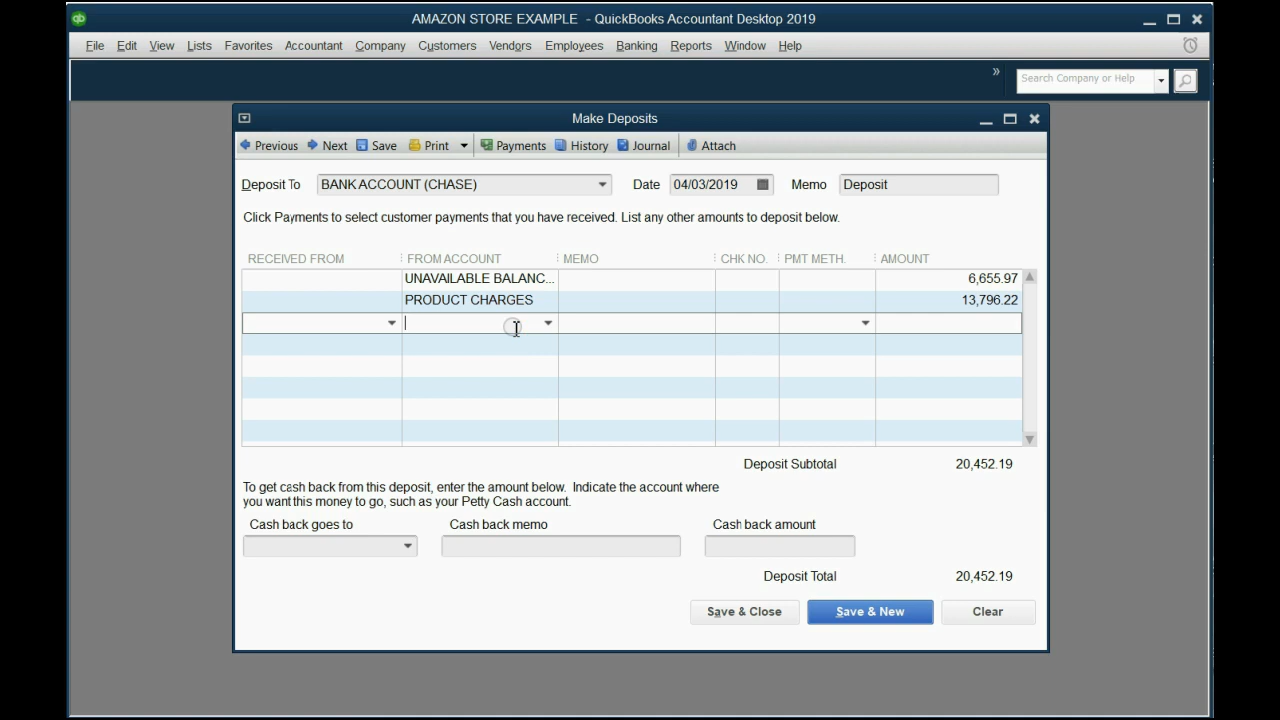 qb AMAZON STORE EXAMPLE - QuickBooks Accountant Desktop 2019
File Edit View Lists Favorites Accountant Company Customers Vendors Employees Banking Reports Window Help
» Search Company or Help
Make Deposits
Previous Next Save Print Payments History Journal Attach
Deposit To BANK ACCOUNT (CHASE) Date 04/03/2019 Memo Deposit
Click Payments to select customer payments that you have received. List any other amounts to deposit below.
RECEIVED FROM FROM ACCOUNT MEMO CHK NO. PMT METH. AMOUNT
UNAVAILABLE BALANC... 6,655.97
PRODUCT CHARGES 13,796.22
Deposit Subtotal 20,452.19
To get cash back from this deposit, enter the amount below. Indicate the account where
you want this money to go, such as your Petty Cash account.
Cash back goes to Cash back memo Cash back amount
Deposit Total 20,452.19
Save & Close Save & New Clear